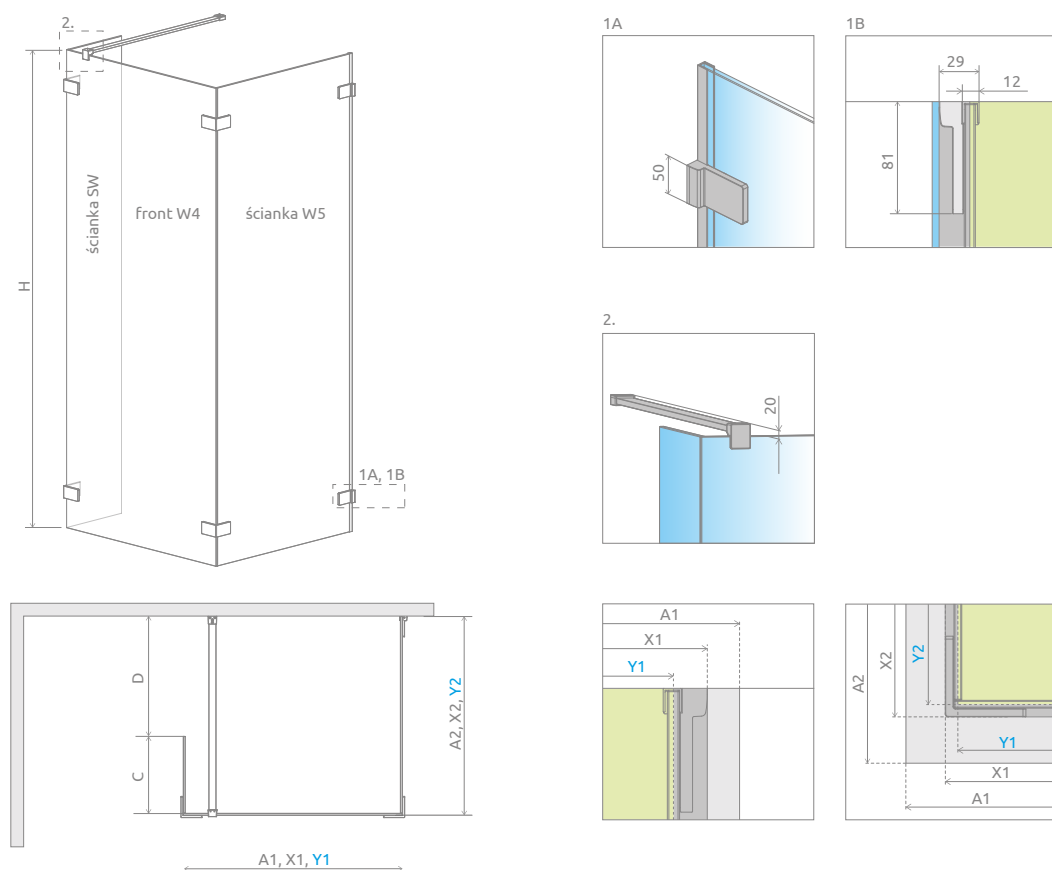 2.
H
ścianka SW
front W4
ścianka W5
1A, 1B
1A
50
1B
29
12
81
2.
20
D
C
A2, X2, Y2
A1, X1, Y1
A1
X1
Y1
A2
X2
Y2
Y1
X1
A1